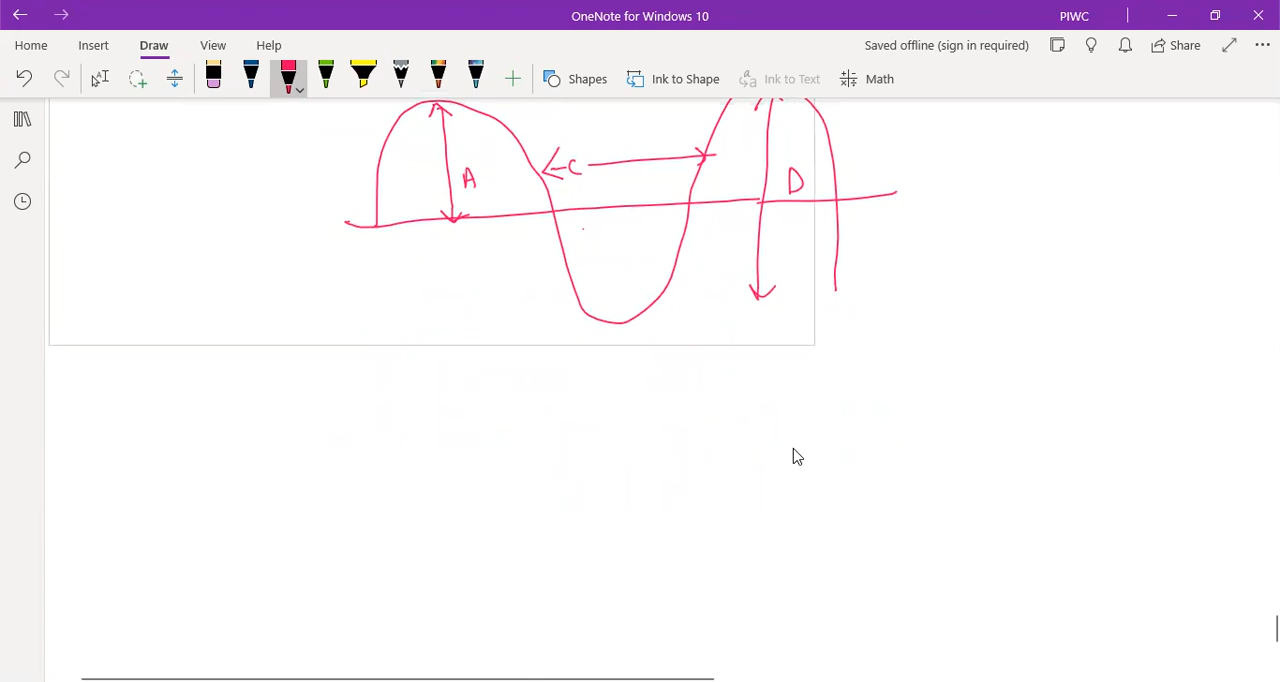 OneNote for Windows 10
PIWC
Home Insert Draw View Help
Saved offline (sign in required)
Share
Shapes
Ink to Shape
Ink to Text
Math
A
C
D